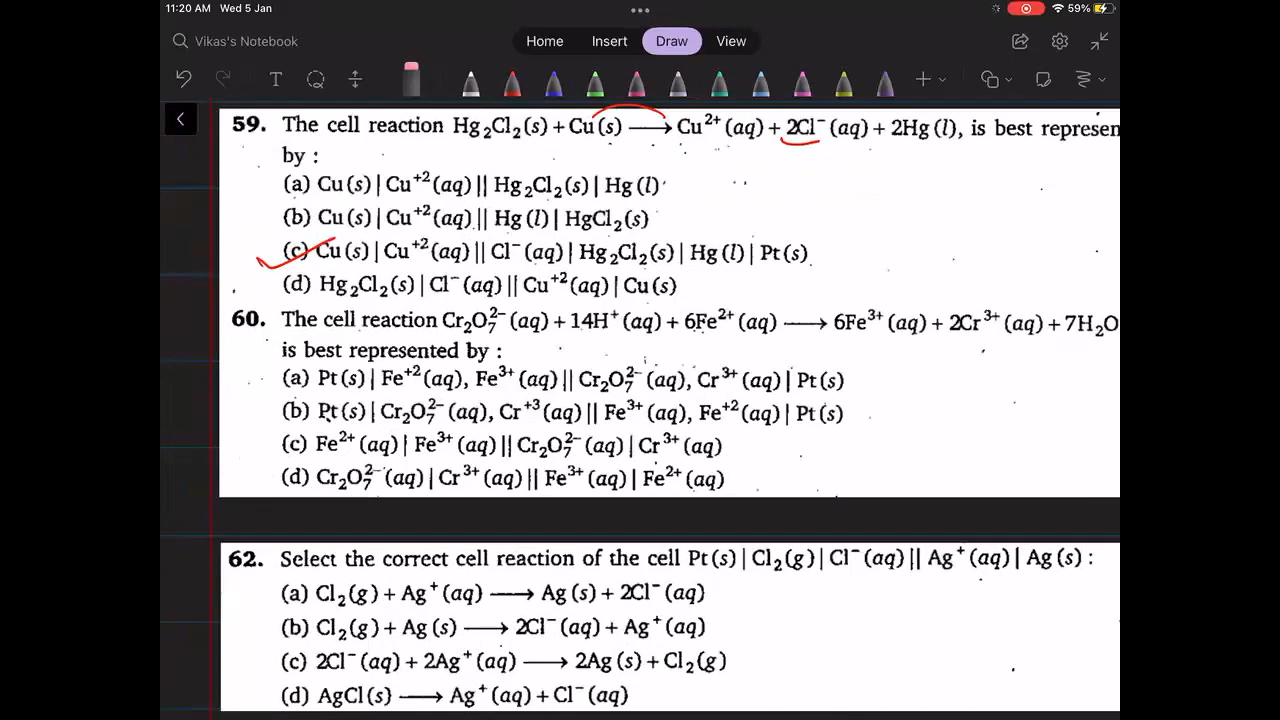 11:20 AM Wed 5 Jan
59%
Vikas's Notebook
Home Insert Draw View
59. The cell reaction Hg₂Cl₂(s) + Cu(s) ⟶ Cu²⁺(aq) + 2Cl⁻(aq) + 2Hg(l), is best represen
by :
(a) Cu(s) | Cu⁺²(aq) || Hg₂Cl₂(s) | Hg(l)
(b) Cu(s) | Cu⁺²(aq) || Hg(l) | HgCl₂(s)
(c) Cu(s) | Cu⁺²(aq) || Cl⁻(aq) | Hg₂Cl₂(s) | Hg(l) | Pt(s)
(d) Hg₂Cl₂(s) | Cl⁻(aq) || Cu⁺²(aq) | Cu(s)
60. The cell reaction Cr₂O₇²⁻(aq) + 14H⁺(aq) + 6Fe²⁺(aq) ⟶ 6Fe³⁺(aq) + 2Cr³⁺(aq) + 7H₂O
is best represented by :
(a) Pt(s) | Fe⁺²(aq), Fe³⁺(aq) || Cr₂O₇²⁻(aq), Cr³⁺(aq) | Pt(s)
(b) Pt(s) | Cr₂O₇²⁻(aq), Cr⁺³(aq) || Fe³⁺(aq), Fe⁺²(aq) | Pt(s)
(c) Fe²⁺(aq) | Fe³⁺(aq) || Cr₂O₇²⁻(aq) | Cr³⁺(aq)
(d) Cr₂O₇²⁻(aq) | Cr³⁺(aq) || Fe³⁺(aq) | Fe²⁺(aq)
62. Select the correct cell reaction of the cell Pt(s) | Cl₂(g) | Cl⁻(aq) || Ag⁺(aq) | Ag(s) :
(a) Cl₂(g) + Ag⁺(aq) ⟶ Ag(s) + 2Cl⁻(aq)
(b) Cl₂(g) + Ag(s) ⟶ 2Cl⁻(aq) + Ag⁺(aq)
(c) 2Cl⁻(aq) + 2Ag⁺(aq) ⟶ 2Ag(s) + Cl₂(g)
(d) AgCl(s) ⟶ Ag⁺(aq) + Cl⁻(aq)